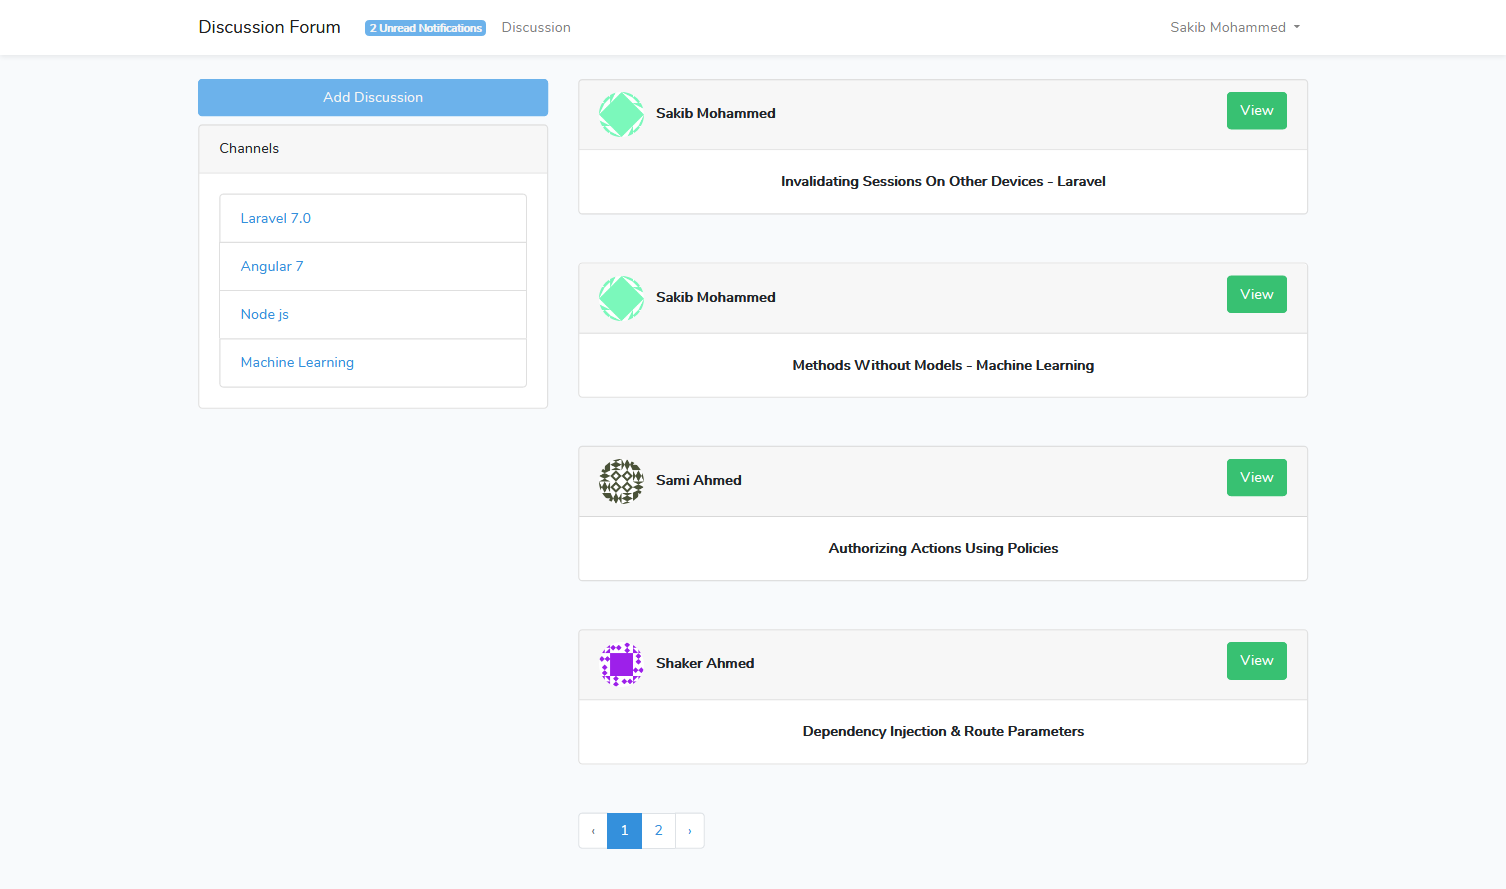 Discussion Forum 2 Unread Notifications Discussion Sakib Mohammed
Add Discussion
Channels
Laravel 7.0
Angular 7
Node js
Machine Learning
Sakib Mohammed View
Invalidating Sessions On Other Devices - Laravel
Sakib Mohammed View
Methods Without Models - Machine Learning
Sami Ahmed View
Authorizing Actions Using Policies
Shaker Ahmed View
Dependency Injection & Route Parameters
‹ 1 2 ›